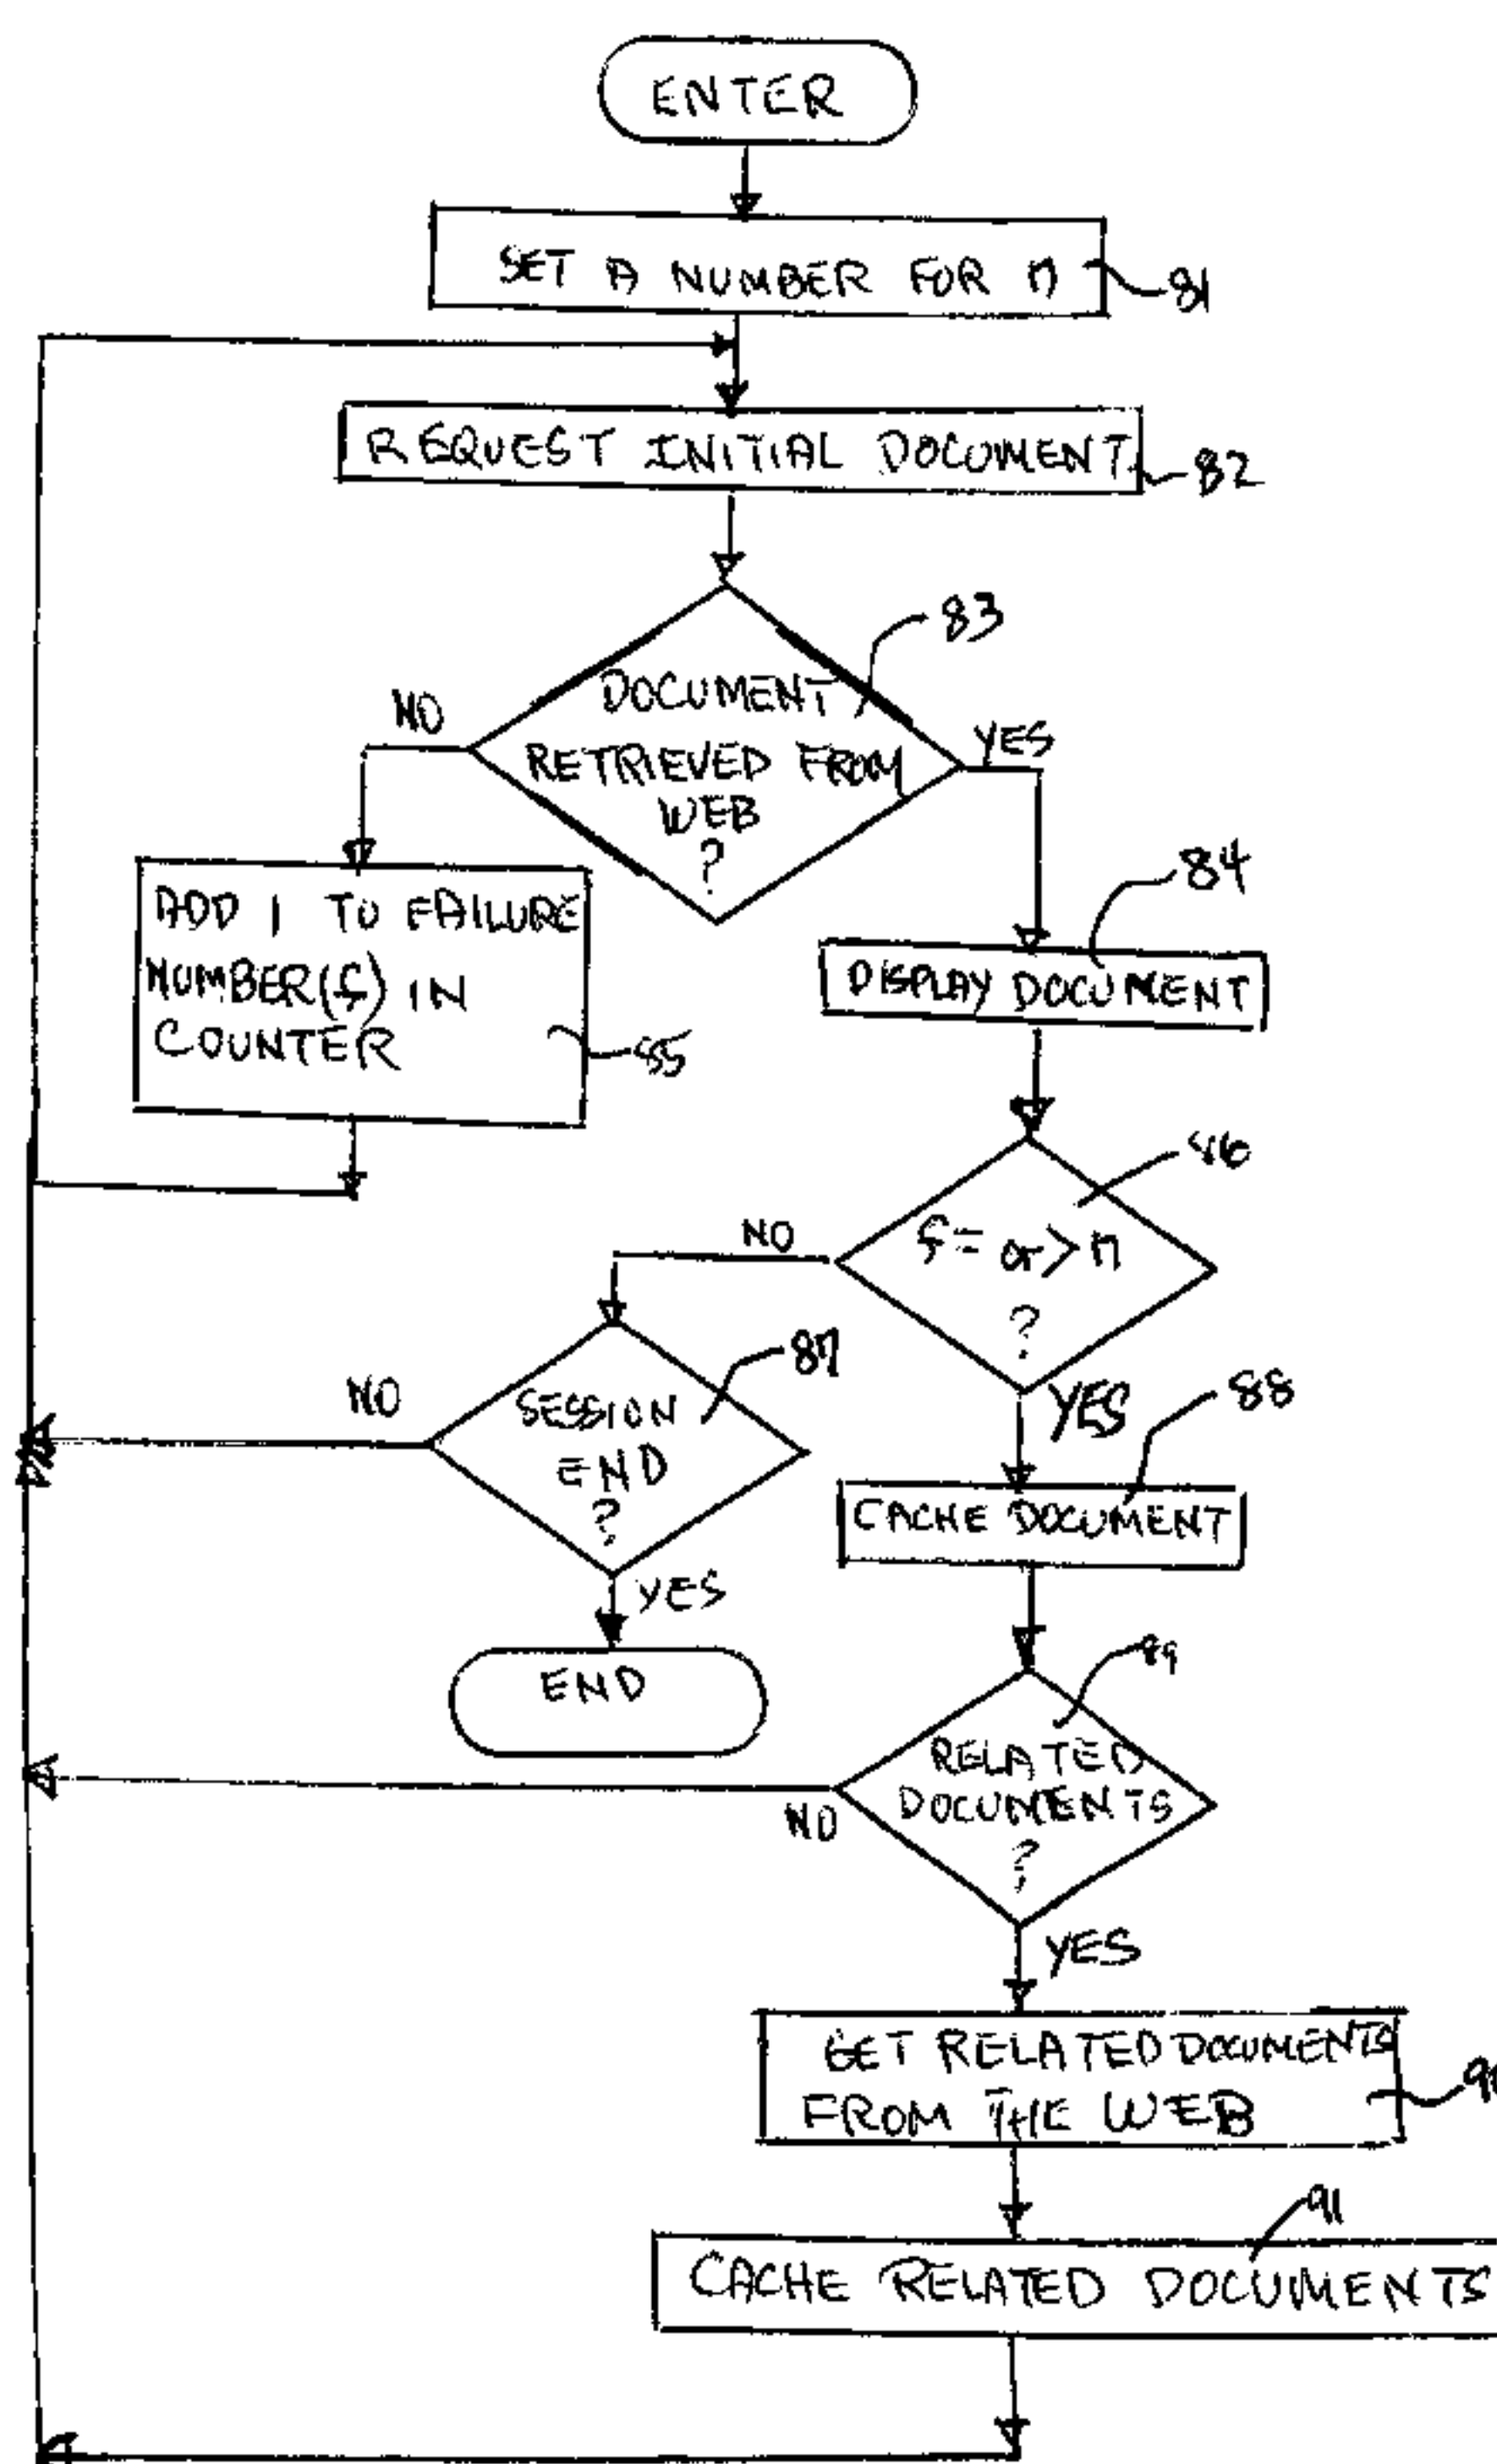 ENTER
SET A NUMBER FOR n
81
REQUEST INITIAL DOCUMENT
82
83
DOCUMENT
RETRIEVED FROM
WEB
?
NO
YES
84
ADD 1 TO FAILURE
NUMBER(f) IN
COUNTER
85
DISPLAY DOCUMENT
86
f = or > n
?
NO
YES
87
SESSION
END
?
NO
YES
END
88
CACHE DOCUMENT
89
RELATED
DOCUMENTS
?
NO
YES
GET RELATED DOCUMENTS
FROM THE WEB
91
CACHE RELATED DOCUMENTS